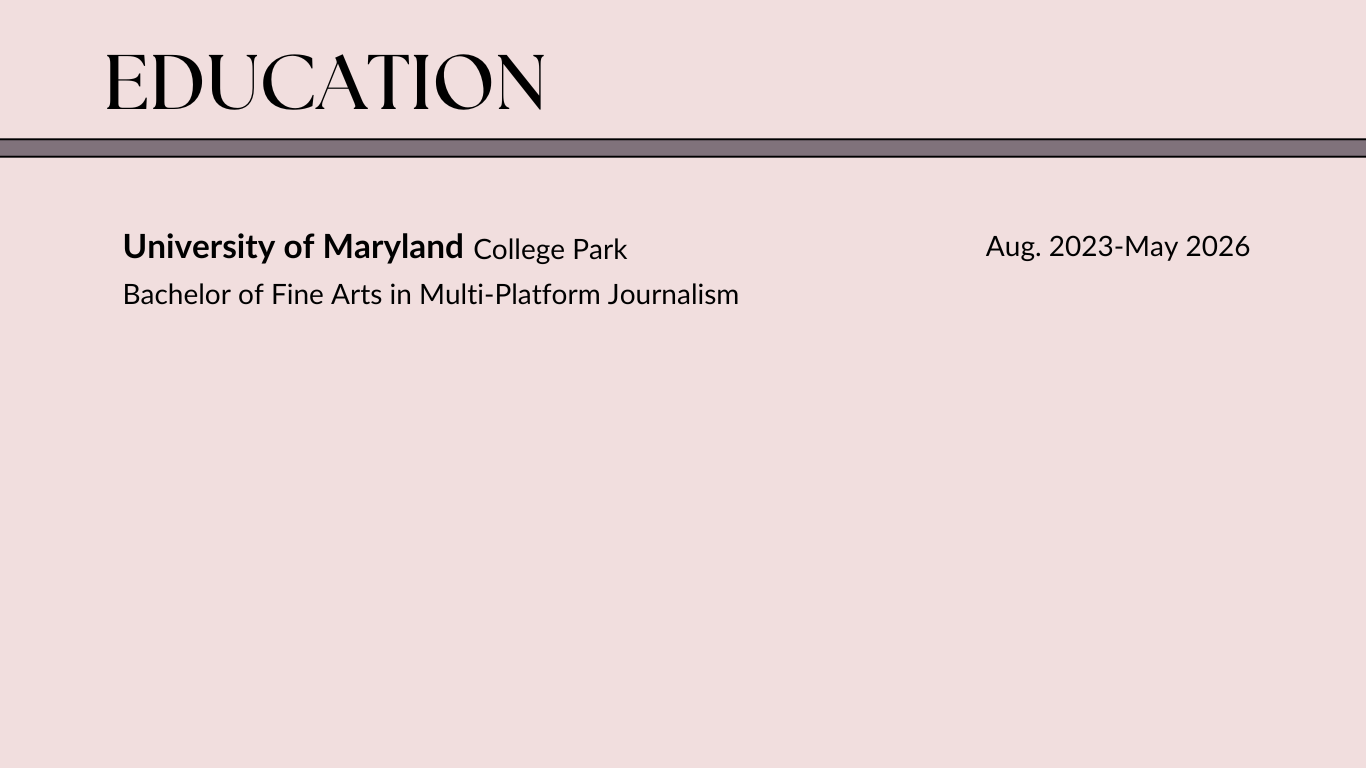 EDUCATION
University of Maryland College Park
Aug. 2023-May 2026
Bachelor of Fine Arts in Multi-Platform Journalism